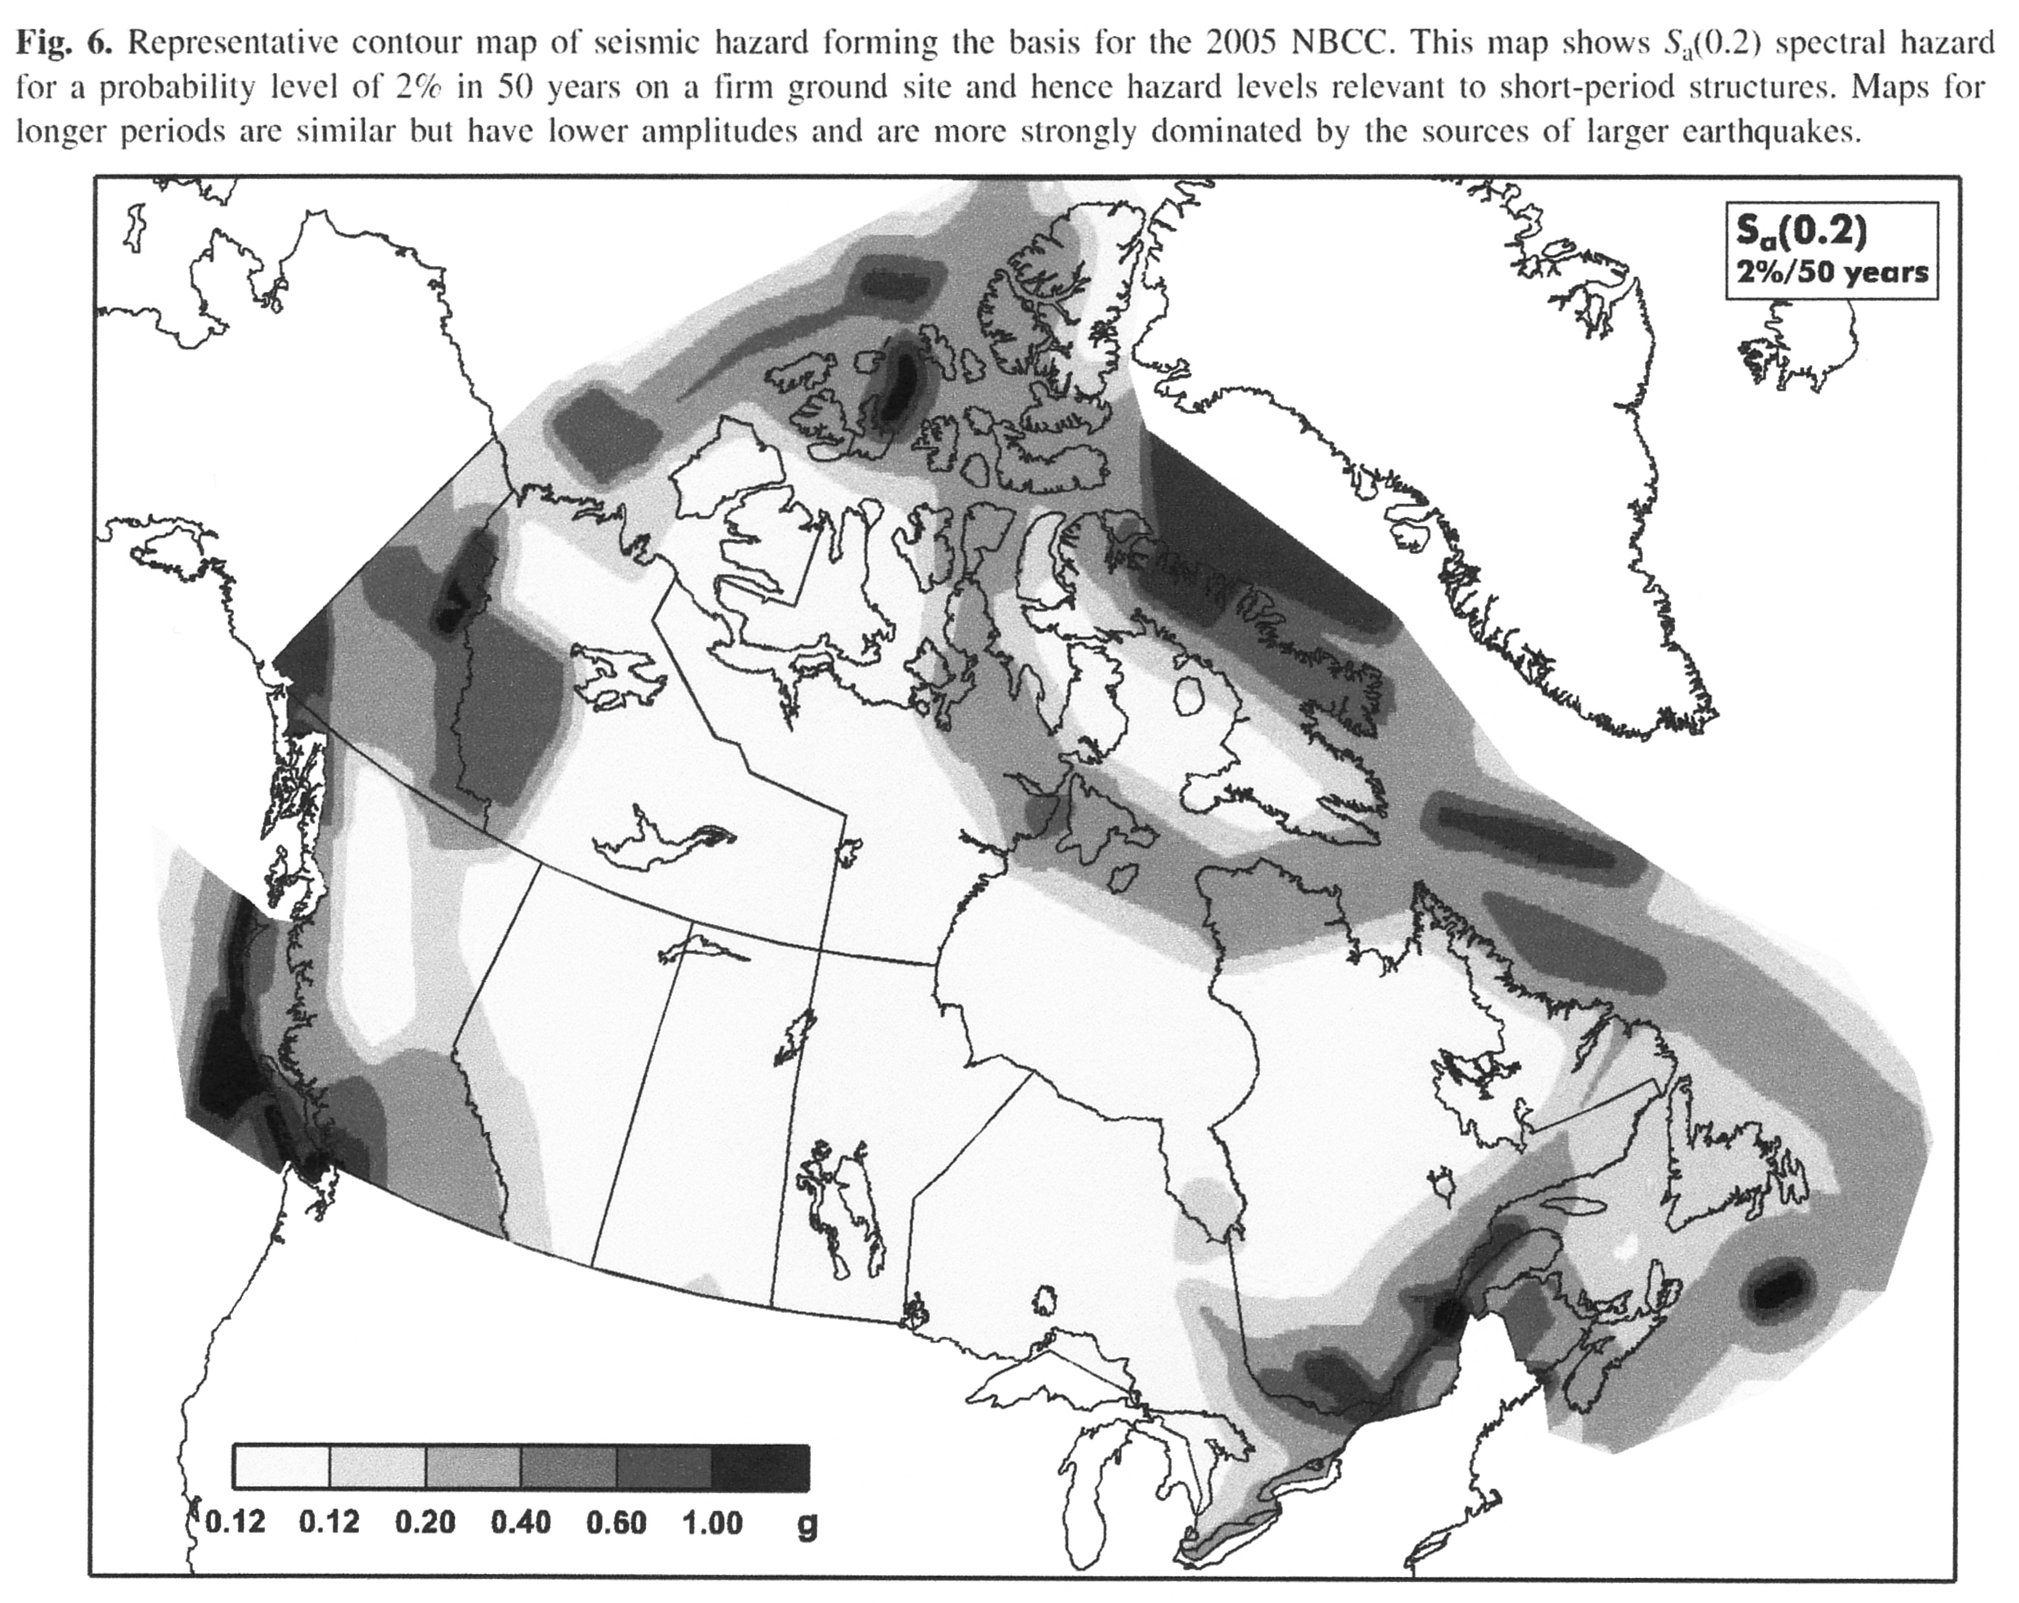 Fig. 6. Representative contour map of seismic hazard forming the basis for the 2005 NBCC. This map shows Sa(0.2) spectral hazard
for a probability level of 2% in 50 years on a firm ground site and hence hazard levels relevant to short-period structures. Maps for
longer periods are similar but have lower amplitudes and are more strongly dominated by the sources of larger earthquakes.
Sa(0.2)
2%/50 years
0.12 0.12 0.20 0.40 0.60 1.00 g